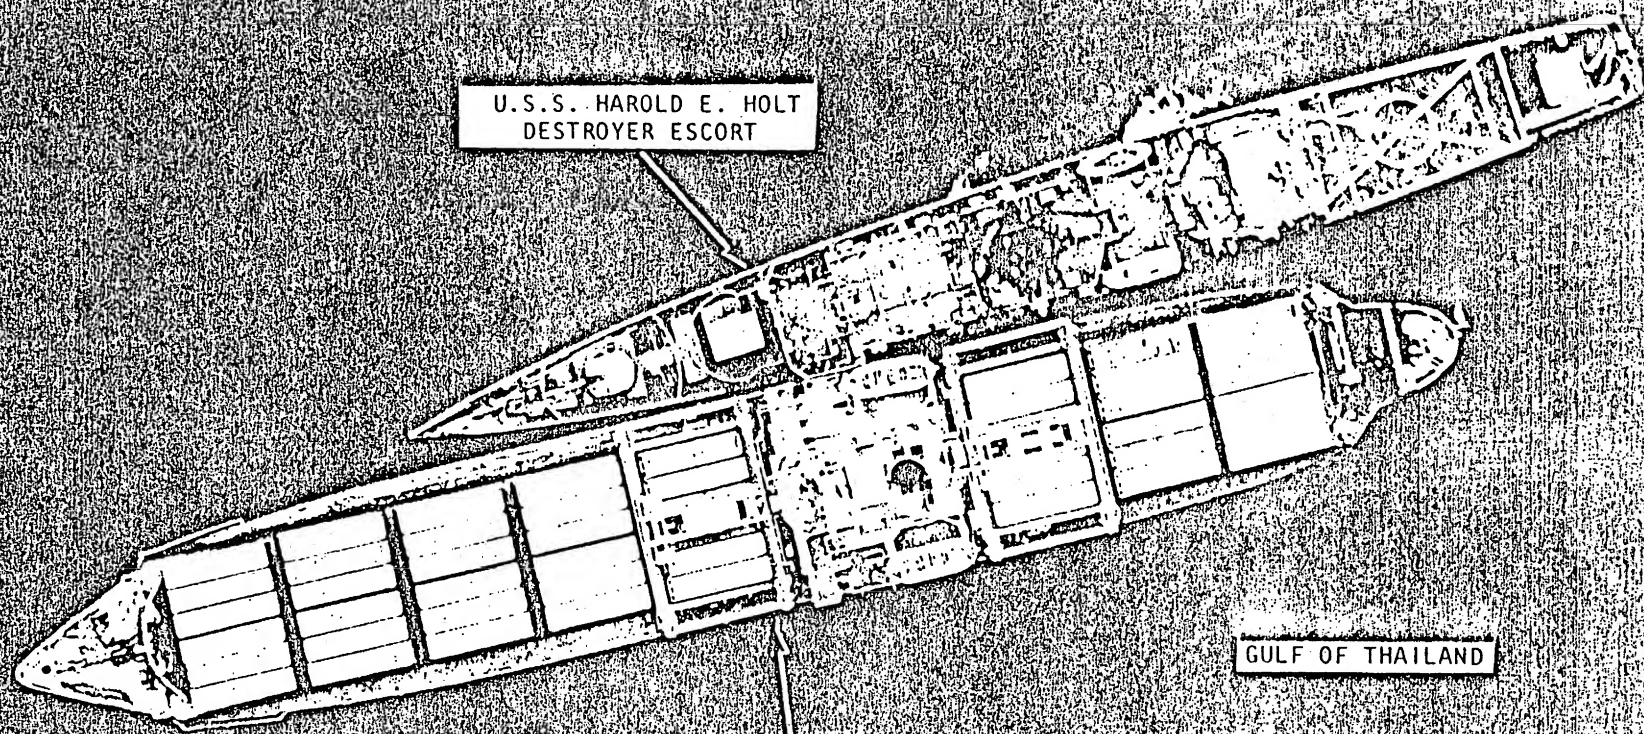 U.S.S. HAROLD E. HOLT
DESTROYER ESCORT
GULF OF THAILAND